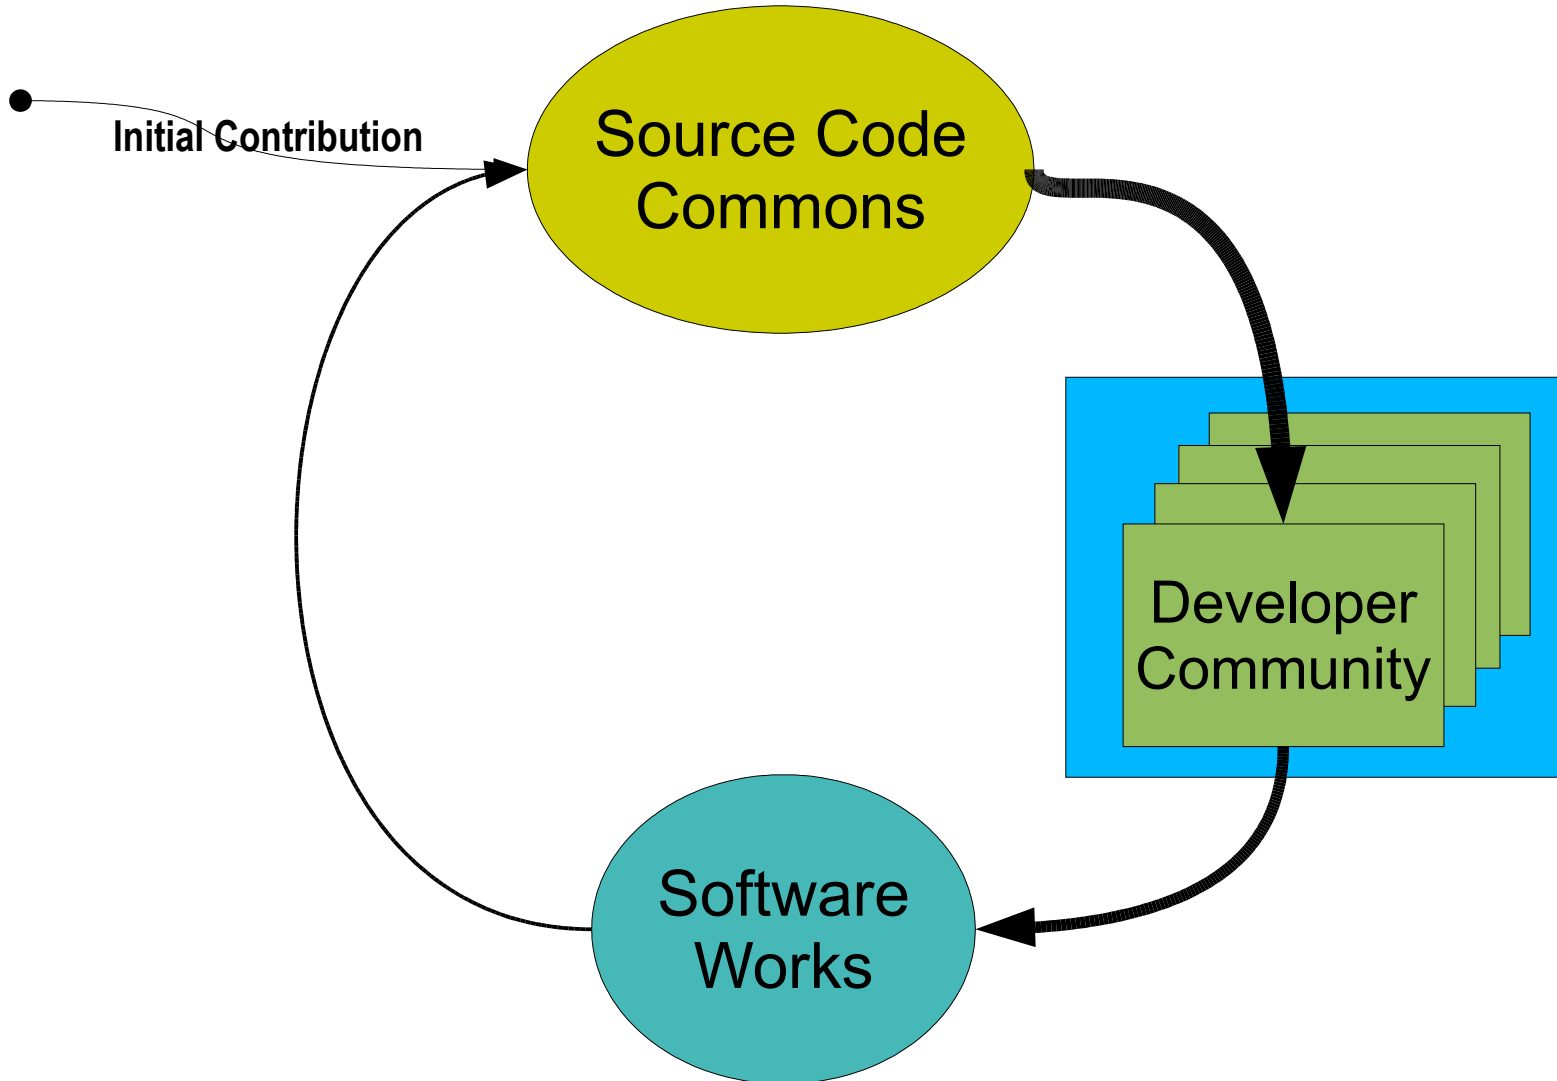 Initial Contribution
Source Code
Commons
Developer
Community
Software
Works